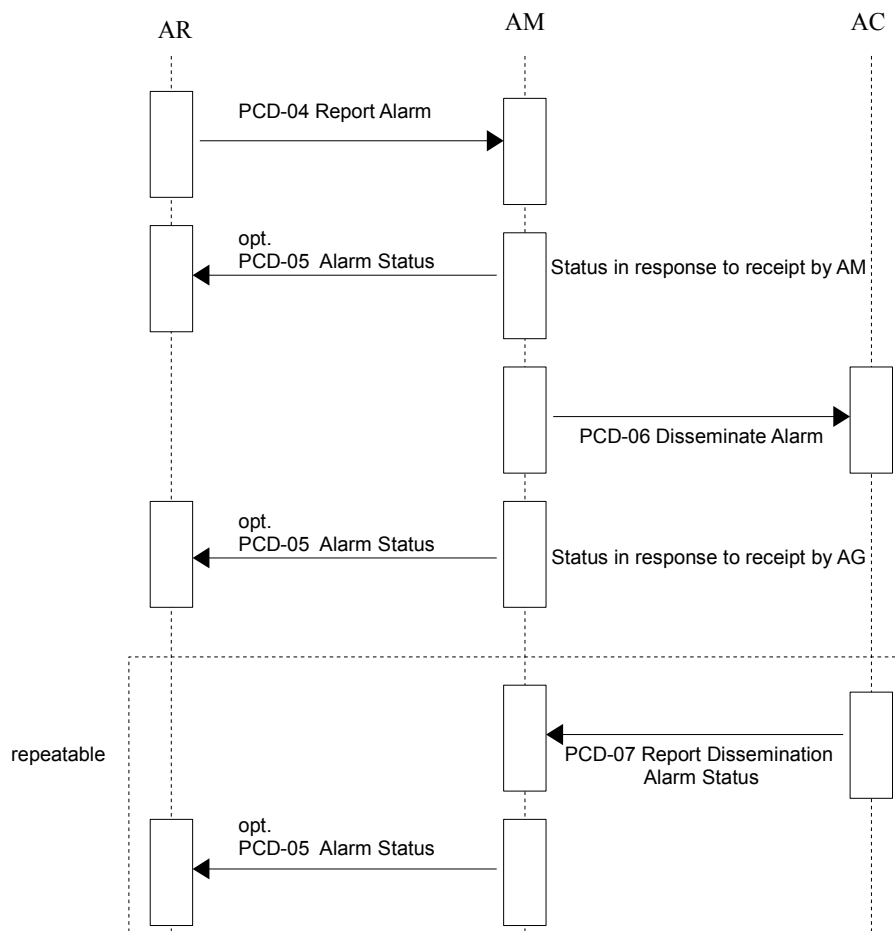 AR
AM
AC
PCD-04 Report Alarm
opt.
PCD-05 Alarm Status
Status in response to receipt by AM
PCD-06 Disseminate Alarm
opt.
PCD-05 Alarm Status
Status in response to receipt by AG
repeatable
PCD-07 Report Dissemination
Alarm Status
opt.
PCD-05 Alarm Status